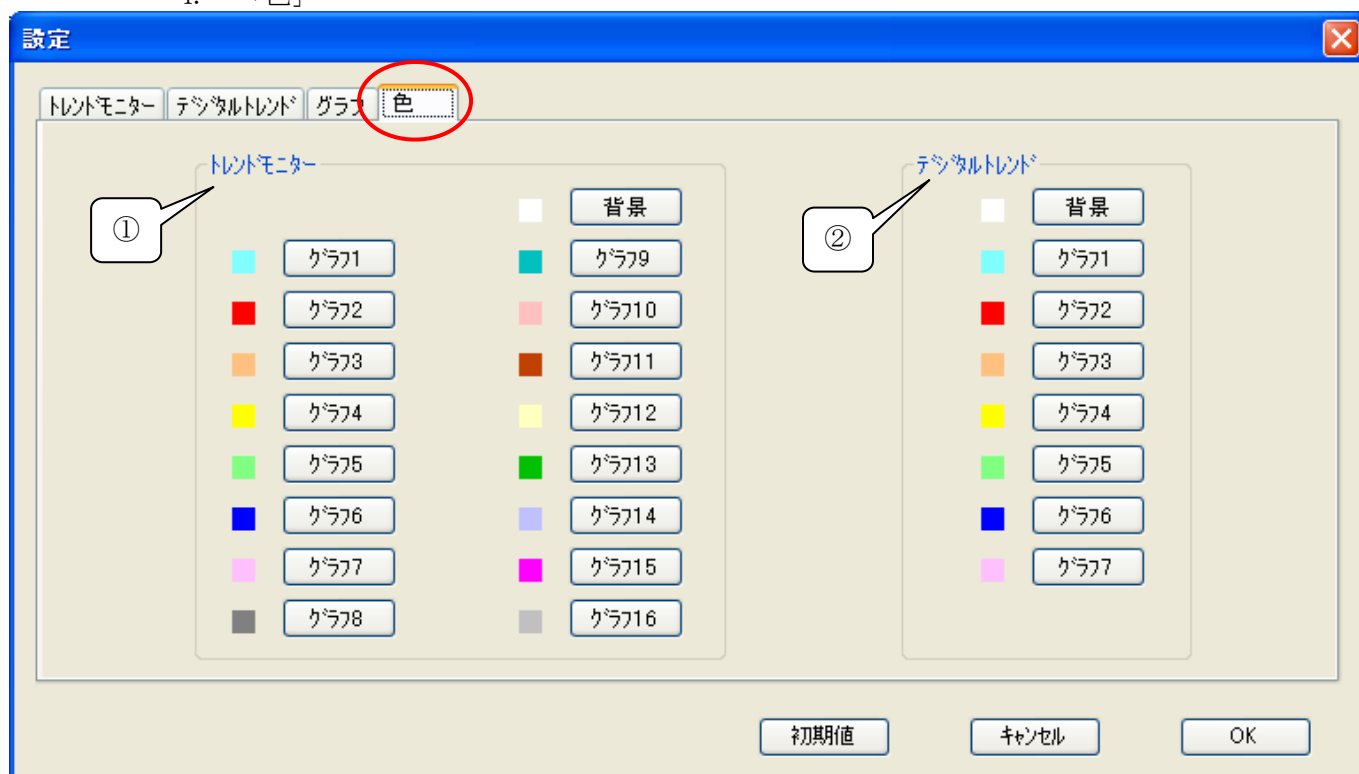 設定
ﾄﾚﾝﾄﾞﾓﾆﾀｰ ﾃﾞｼﾞﾀﾙﾄﾚﾝﾄﾞ グラフ 色
ﾄﾚﾝﾄﾞﾓﾆﾀｰ
①
背景
ｸﾞﾗﾌ1 ｸﾞﾗﾌ9
ｸﾞﾗﾌ2 ｸﾞﾗﾌ10
ｸﾞﾗﾌ3 ｸﾞﾗﾌ11
ｸﾞﾗﾌ4 ｸﾞﾗﾌ12
ｸﾞﾗﾌ5 ｸﾞﾗﾌ13
ｸﾞﾗﾌ6 ｸﾞﾗﾌ14
ｸﾞﾗﾌ7 ｸﾞﾗﾌ15
ｸﾞﾗﾌ8 ｸﾞﾗﾌ16
ﾃﾞｼﾞﾀﾙﾄﾚﾝﾄﾞ
②
背景
ｸﾞﾗﾌ1
ｸﾞﾗﾌ2
ｸﾞﾗﾌ3
ｸﾞﾗﾌ4
ｸﾞﾗﾌ5
ｸﾞﾗﾌ6
ｸﾞﾗﾌ7
初期値 ｷｬﾝｾﾙ OK